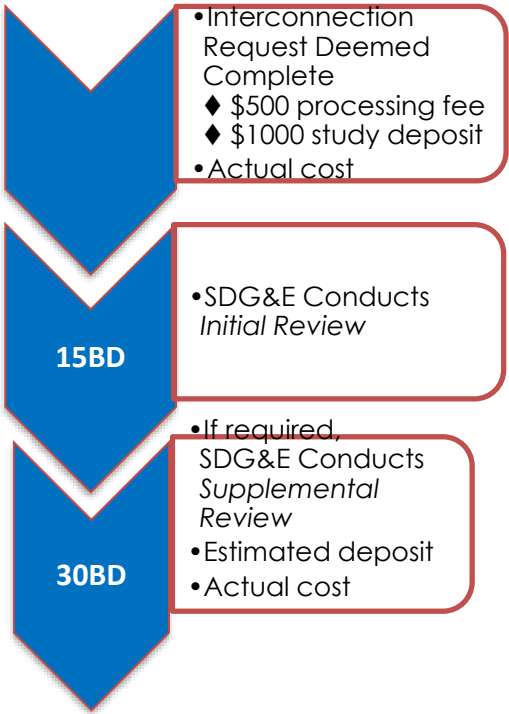 •Interconnection
Request Deemed
Complete
♦ $500 processing fee
♦ $1000 study deposit
•Actual cost
15BD
•SDG&E Conducts
Initial Review
30BD
•If required,
SDG&E Conducts
Supplemental
Review
•Estimated deposit
•Actual cost